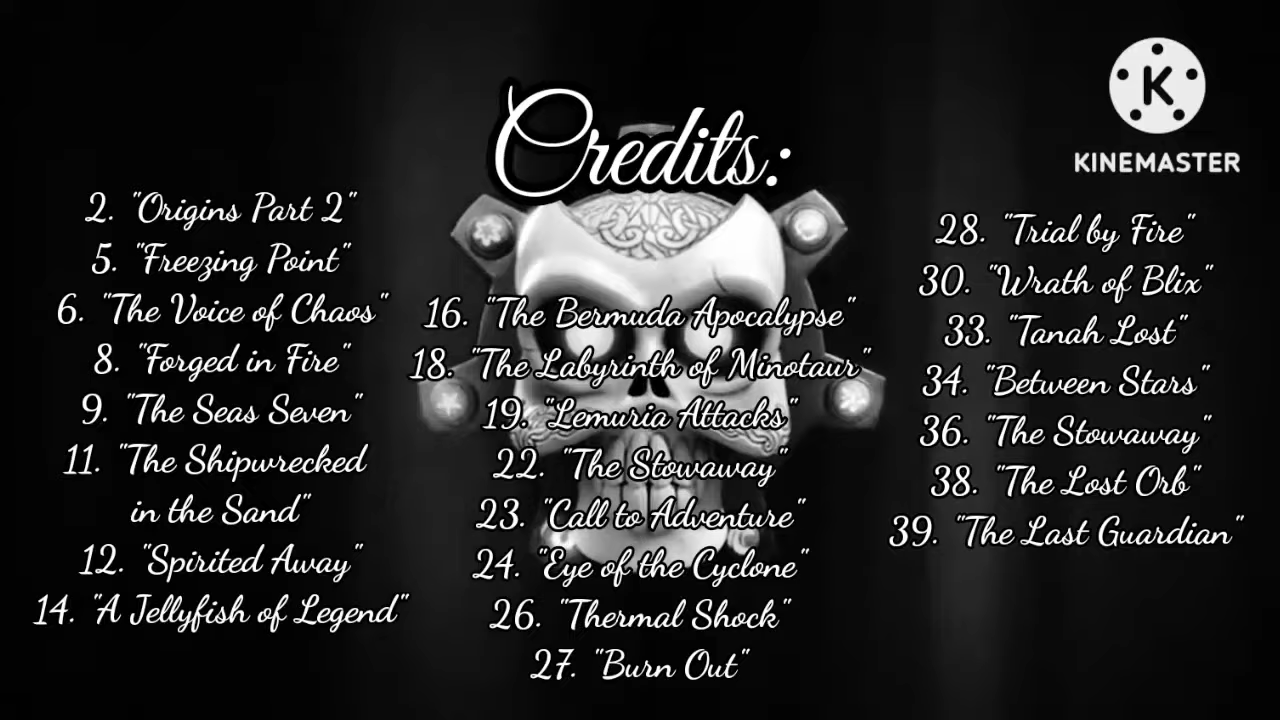 Credits:
K
KINEMASTER
2. "Origins Part 2"
5. "Freezing Point"
6. "The Voice of Chaos"
8. "Forged in Fire"
9. "The Seas Seven"
11. "The Shipwrecked
in the Sand"
12. "Spirited Away"
14. "A Jellyfish of Legend"
16. "The Bermuda Apocalypse"
18. "The Labyrinth of Minotaur"
19. "Lemuria Attacks"
22. "The Stowaway"
23. "Call to Adventure"
24. "Eye of the Cyclone"
26. "Thermal Shock"
27. "Burn Out"
28. "Trial by Fire"
30. "Wrath of Blix"
33. "Tanah Lost"
34. "Between Stars"
36. "The Stowaway"
38. "The Lost Orb"
39. "The Last Guardian"